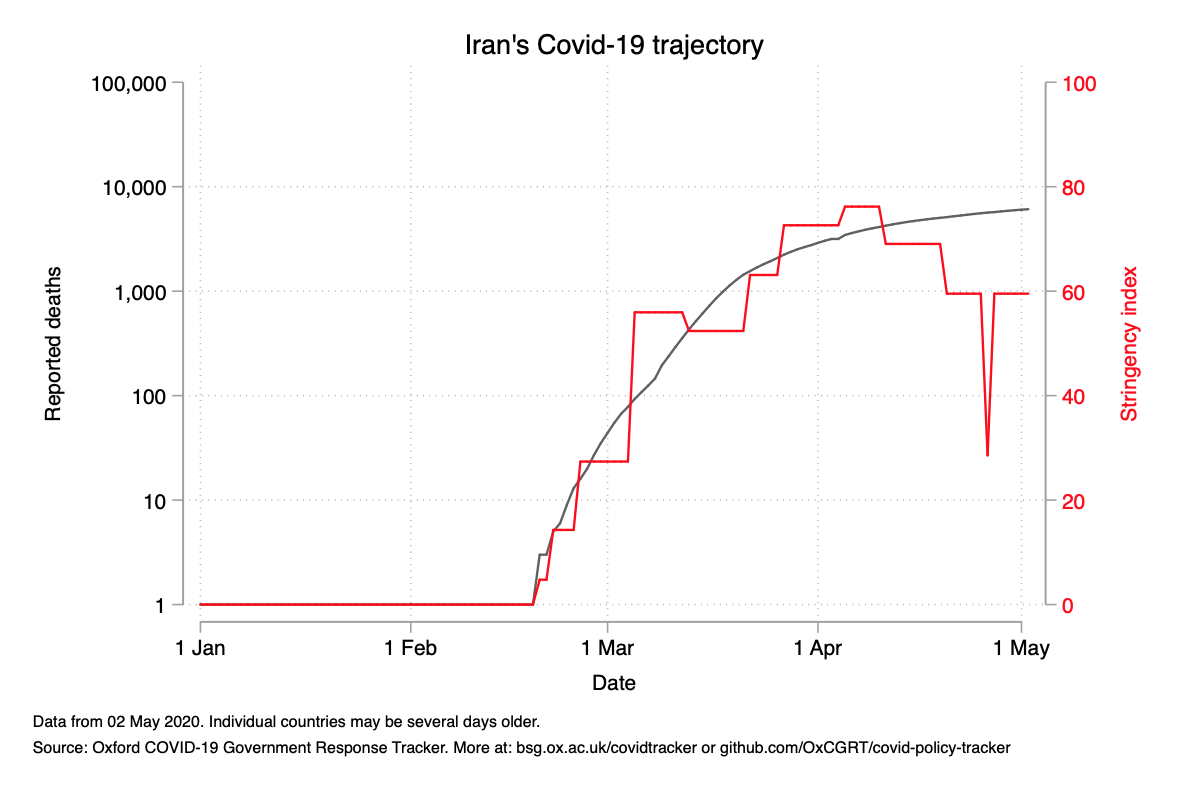 Iran's Covid-19 trajectory
100,000
10,000
1,000
100
10
1
Reported deaths
100
80
60
40
20
0
Stringency index
1 Jan
1 Feb
1 Mar
1 Apr
1 May
Date
Data from 02 May 2020. Individual countries may be several days older.
Source: Oxford COVID-19 Government Response Tracker. More at: bsg.ox.ac.uk/covidtracker or github.com/OxCGRT/covid-policy-tracker